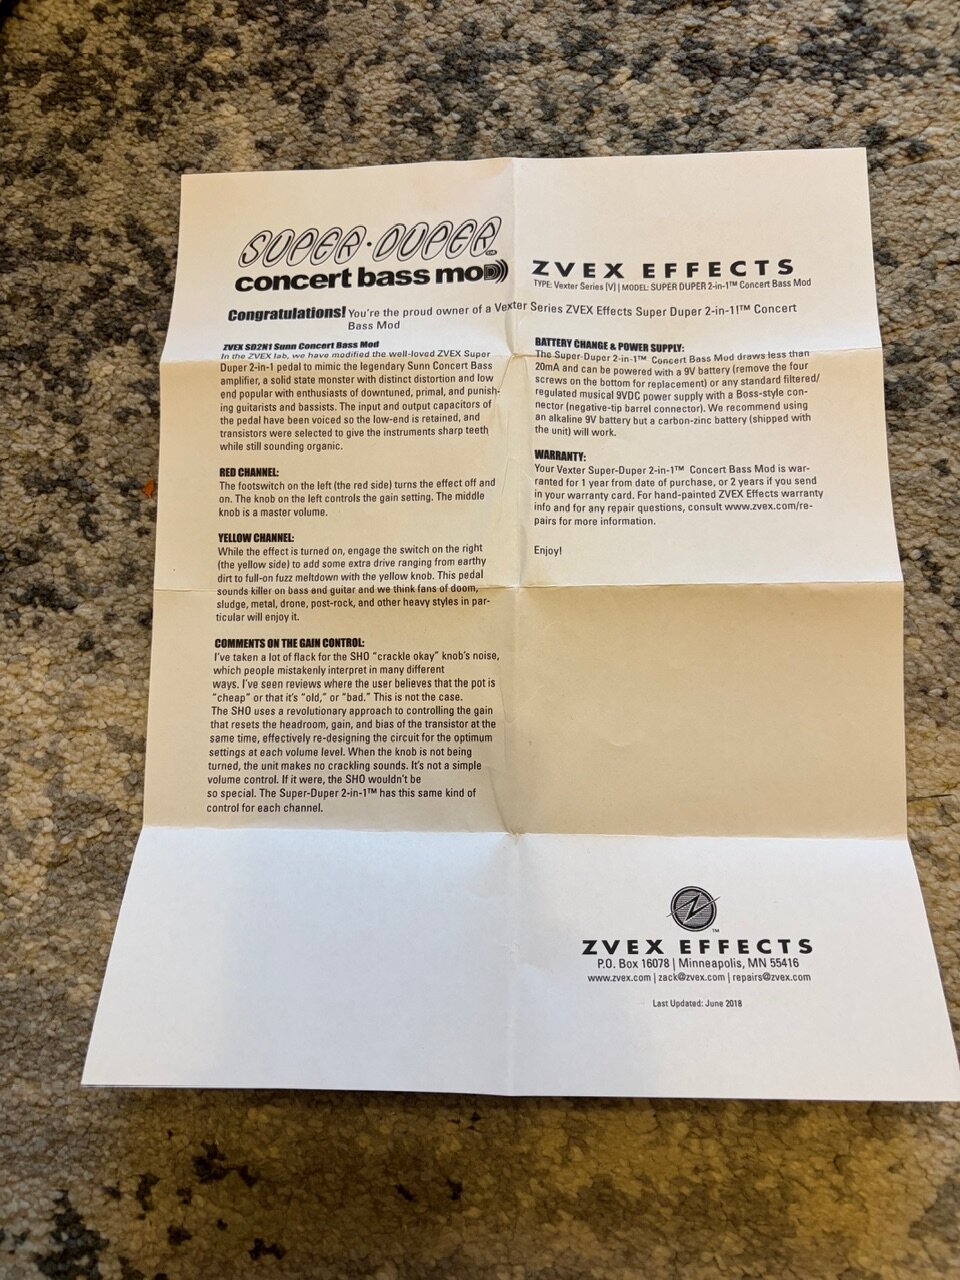 SUPER·DUPER
concert bass mod
Congratulations! You're the proud owner of a Vexter Series ZVEX Effects Super Duper 2-in-1!™ Concert
Bass Mod
ZVEX SD2N1 Sunn Concert Bass Mod
In the ZVEX lab, we have modified the well-loved ZVEX Super
Duper 2-in-1 pedal to mimic the legendary Sunn Concert Bass
amplifier, a solid state monster with distinct distortion and low
end popular with enthusiasts of downtuned, primal, and punish-
ing guitarists and bassists. The input and output capacitors of
the pedal have been voiced so the low-end is retained, and
transistors were selected to give the instruments sharp teeth
while still sounding organic.
RED CHANNEL:
The footswitch on the left (the red side) turns the effect off and
on. The knob on the left controls the gain setting. The middle
knob is a master volume.
YELLOW CHANNEL:
While the effect is turned on, engage the switch on the right
(the yellow side) to add some extra drive ranging from earthy
dirt to full-on fuzz meltdown with the yellow knob. This pedal
sounds killer on bass and guitar and we think fans of doom,
sludge, metal, drone, post-rock, and other heavy styles in par-
ticular will enjoy it.
COMMENTS ON THE GAIN CONTROL:
I've taken a lot of flack for the SHO "crackle okay" knob's noise,
which people mistakenly interpret in many different
ways. I've seen reviews where the user believes that the pot is
"cheap" or that it's "old," or "bad." This is not the case.
The SHO uses a revolutionary approach to controlling the gain
that resets the headroom, gain, and bias of the transistor at the
same time, effectively re-designing the circuit for the optimum
settings at each volume level. When the knob is not being
turned, the unit makes no crackling sounds. It's not a simple
volume control. If it were, the SHO wouldn't be
so special. The Super-Duper 2-in-1™ has this same kind of
control for each channel.
ZVEX EFFECTS
TYPE: Vexter Series [V] | MODEL: SUPER DUPER 2-in-1™ Concert Bass Mod
BATTERY CHANGE & POWER SUPPLY:
The Super-Duper 2-in-1™ Concert Bass Mod draws less than
20mA and can be powered with a 9V battery (remove the four
screws on the bottom for replacement) or any standard filtered/
regulated musical 9VDC power supply with a Boss-style con-
nector (negative-tip barrel connector). We recommend using
an alkaline 9V battery but a carbon-zinc battery (shipped with
the unit) will work.
WARRANTY:
Your Vexter Super-Duper 2-in-1™ Concert Bass Mod is war-
ranted for 1 year from date of purchase, or 2 years if you send
in your warranty card. For hand-painted ZVEX Effects warranty
info and for any repair questions, consult www.zvex.com/re-
pairs for more information.
Enjoy!
ZVEX EFFECTS
P.O. Box 16078 | Minneapolis, MN 55416
www.zvex.com | zack@zvex.com | repairs@zvex.com
Last Updated: June 2018